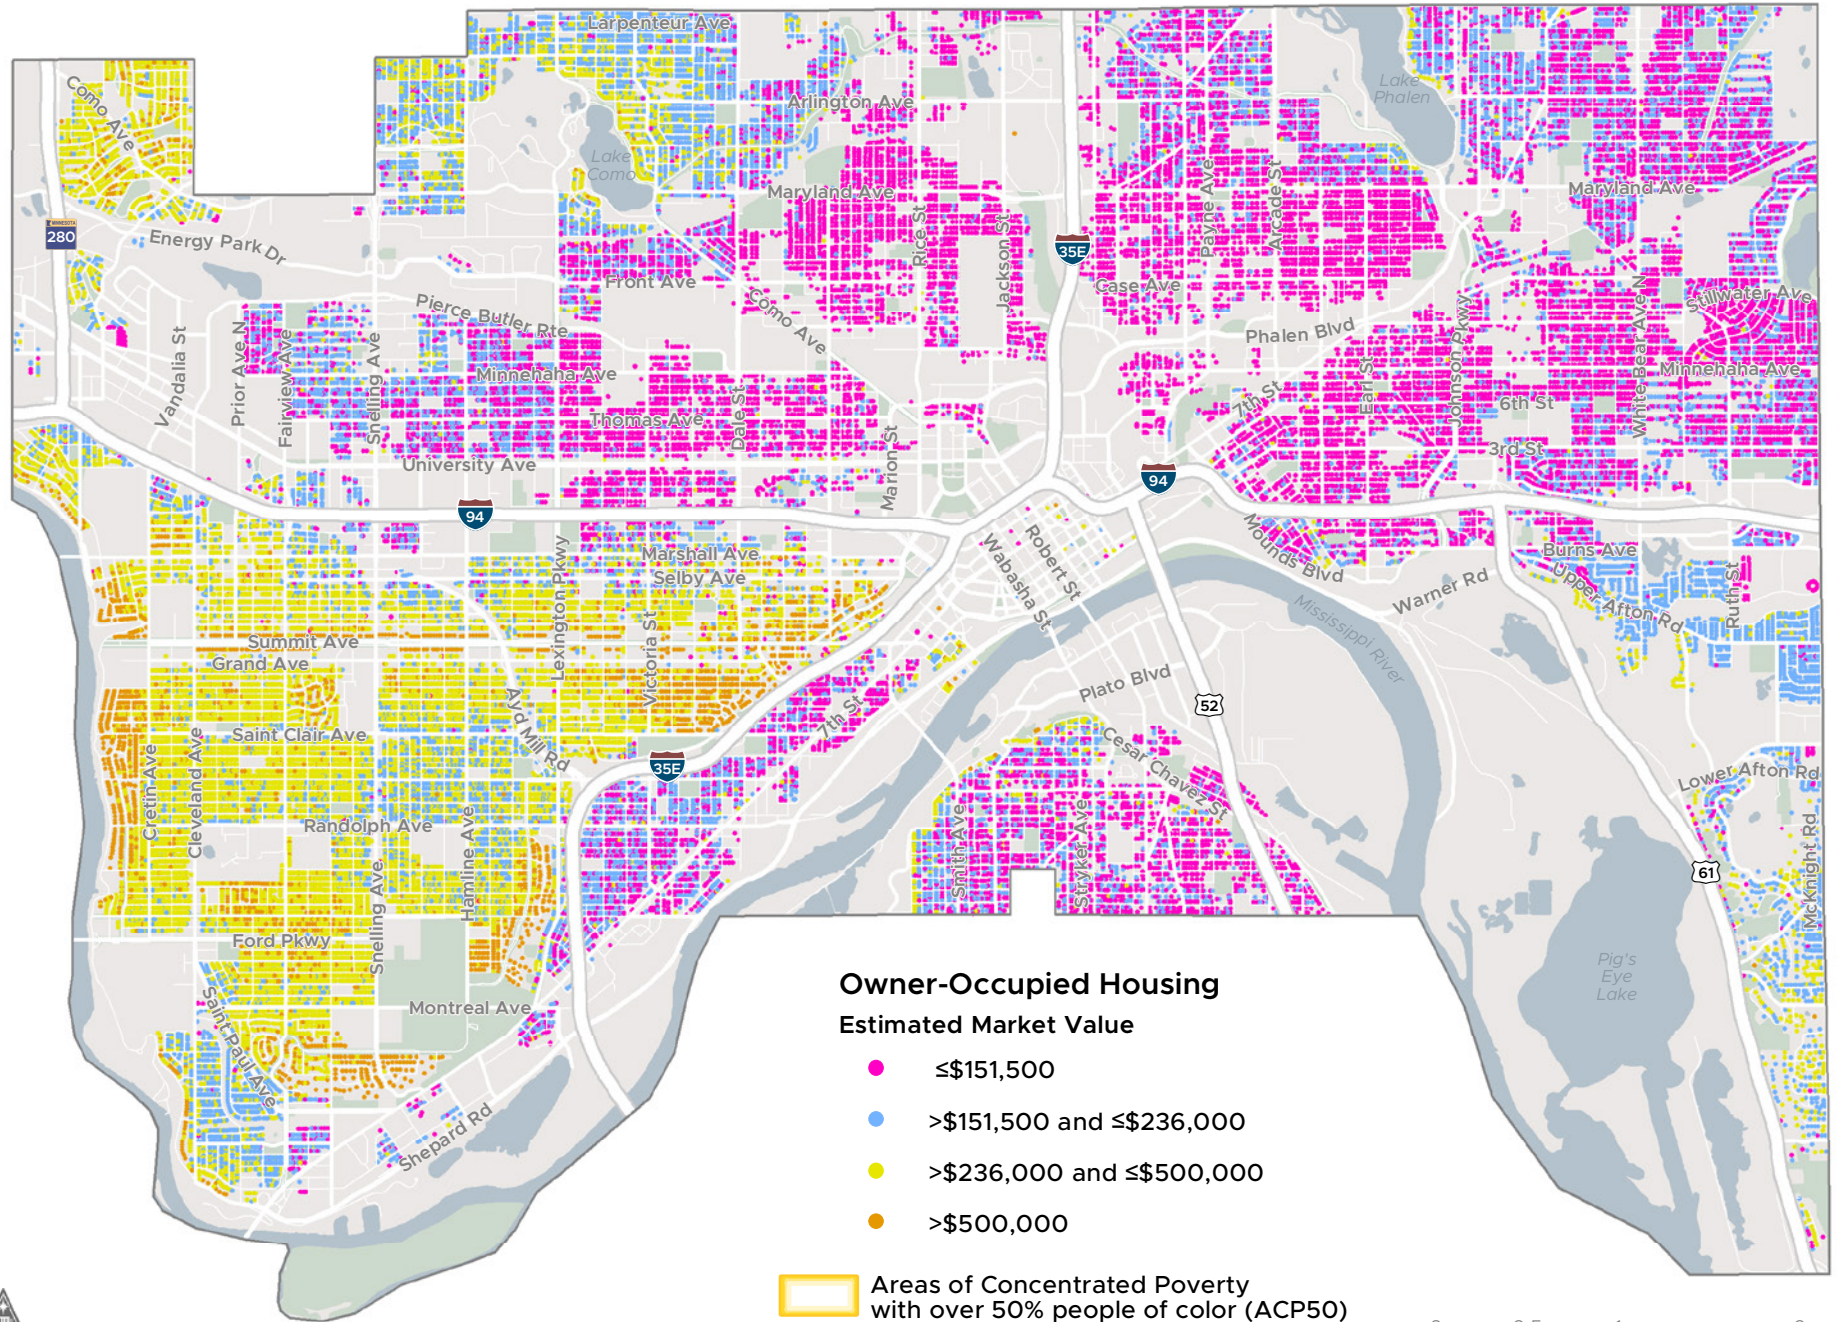 Larpenteur Ave
Como Ave
Lake
Phalen
Arlington Ave
Lake
Como
Maryland Ave
Maryland Ave
MINNESOTA
280
Energy Park Dr
Rice St
Jackson St
35E
Payne Ave
Arcade St
Front Ave
Case Ave
Como Ave
Stillwater Ave
Pierce Butler Rte
Phalen Blvd
Johnson Pkwy
White Bear Ave N
Vandalia St
Prior Ave N
Fairview Ave
Snelling Ave
Minnehaha Ave
Minnehaha Ave
Earl St
7th St
6th St
Dale St
Thomas Ave
Marion St
3rd St
University Ave
94
94
Marshall Ave
Selby Ave
Lexington Pkwy
Robert St
Wabasha St
Mounds Blvd
Burns Ave
Upper Afton Rd
Ruth St
Warner Rd
Mississippi River
Summit Ave
Grand Ave
Victoria St
Plato Blvd
52
Ayd Mill Rd
7th St
Saint Clair Ave
Cesar Chavez St
35E
Cretin Ave
Cleveland Ave
Lower Afton Rd
Randolph Ave
Hamline Ave
Smith Ave
Stryker Ave
McKnight Rd
61
Snelling Ave.
Ford Pkwy
Montreal Ave
Saint Paul Ave
Shepard Rd
Pig's
Eye
Lake
Owner-Occupied Housing
Estimated Market Value
≤$151,500
>$151,500 and ≤$236,000
>$236,000 and ≤$500,000
>$500,000
Areas of Concentrated Poverty
with over 50% people of color (ACP50)